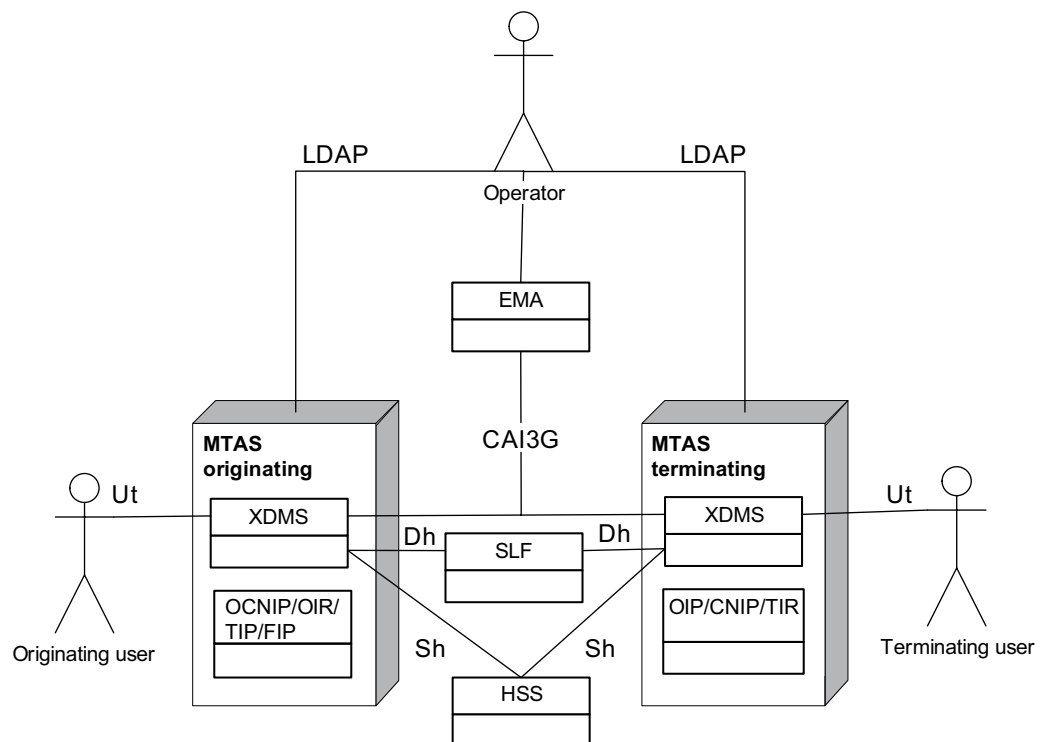 LDAP
LDAP
Operator
EMA
CAI3G
MTAS
originating
MTAS
terminating
Ut
XDMS
Dh
SLF
Dh
XDMS
Ut
OCNIP/OIR/
TIP/FIP
OIP/CNIP/TIR
Originating user
Sh
Sh
Terminating user
HSS